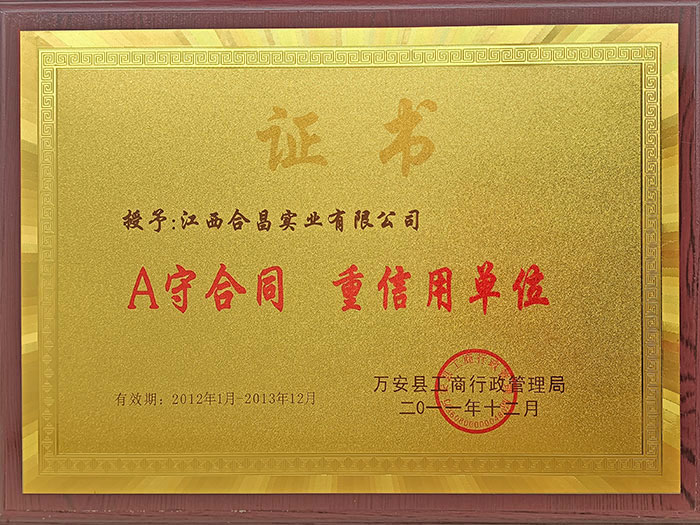 证书
授予:江西合昌实业有限公司
A守合同 重信用单位
有效期：2012年1月-2013年12月
万安县工商行政管理局
二0一一年十二月